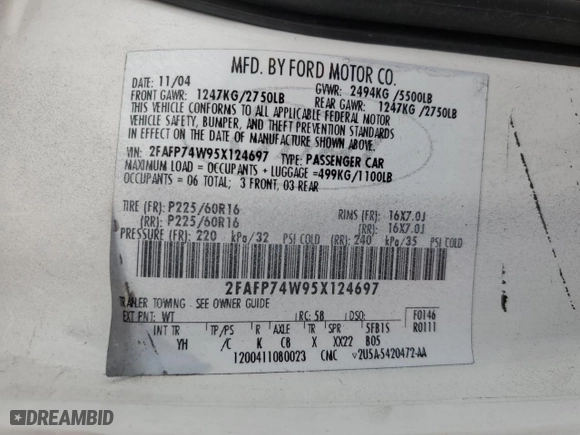 MFD. BY FORD MOTOR CO.
DATE: 11/04 GVWR: 2494KG /5500LB
FRONT GAWR: 1247KG/2750LB REAR GAWR: 1247KG/2750LB
THIS VEHICLE CONFORMS TO ALL APPLICABLE FEDERAL MOTOR
VEHICLE SAFETY, BUMPER, AND THEFT PREVENTION STANDARDS
IN EFFECT ON THE DATE OF MANUFACTURE SHOWN ABOVE.
VIN: 2FAFP74W95X124697 TYPE: PASSENGER CAR
MAXIMUM LOAD = OCCUPANTS + LUGGAGE =499KG/1100LB
OCCUPANTS = 06 TOTAL; 3 FRONT, 03 REAR
TIRE (FR): P225/60R16 RIMS (FR): 16X7.0J
(RR): P225/60R16 (RR): 16X7.0J
PRESSURE (FR): 220 kPa/32 PSI COLD (RR): 240 kPa/35 PSI COLD
2FAFP74W95X124697
TRAILER TOWING - SEE OWNER GUIDE
EXT PNT: WT RC: 5B DSO: F0146
INT TR TP/PS R AXLE TR SPR SFB1S R0111
YH /C K C8 X XX22 B05
1200411080023 CMC v2U5A-5420472-AA
DREAMBID
DREAMBID.COM